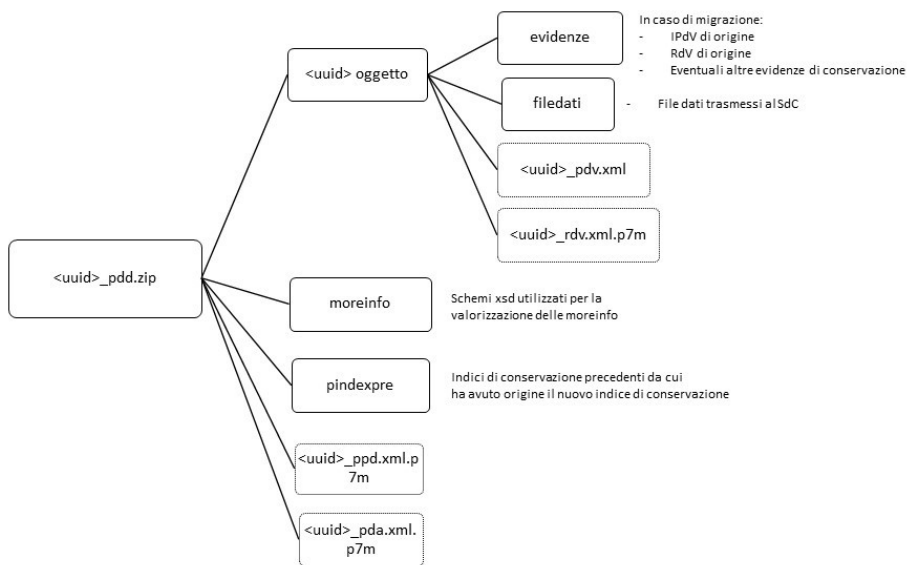 evidenze
In caso di migrazione:
- IPdV di origine
- RdV di origine
- Eventuali altre evidenze di conservazione
<uuid> oggetto
filedati
- File dati trasmessi al SdC
<uuid>_pdv.xml
<uuid>_rdv.xml.p7m
<uuid>_pdd.zip
moreinfo
Schemi xsd utilizzati per la
valorizzazione delle moreinfo
pindexpre
Indici di conservazione precedenti da cui
ha avuto origine il nuovo indice di conservazione
<uuid>_ppd.xml.p
7m
<uuid>_pda.xml.
p7m